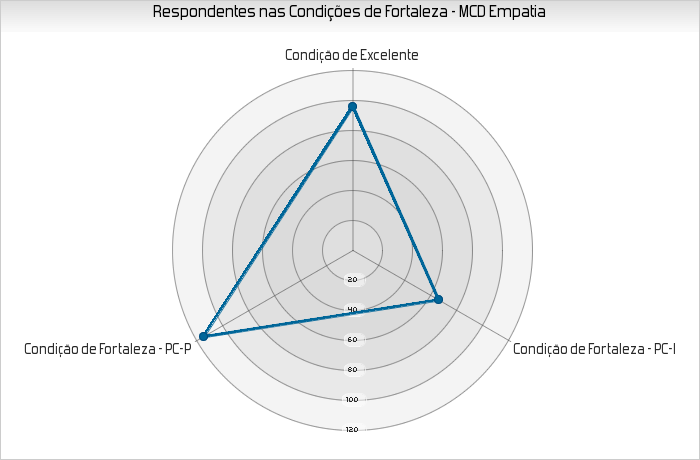 Respondentes nas Condições de Fortaleza - MCD Empatia
Condição de Excelente
20
40
60
80
100
120
Condição de Fortaleza - PC-P
Condição de Fortaleza - PC-I